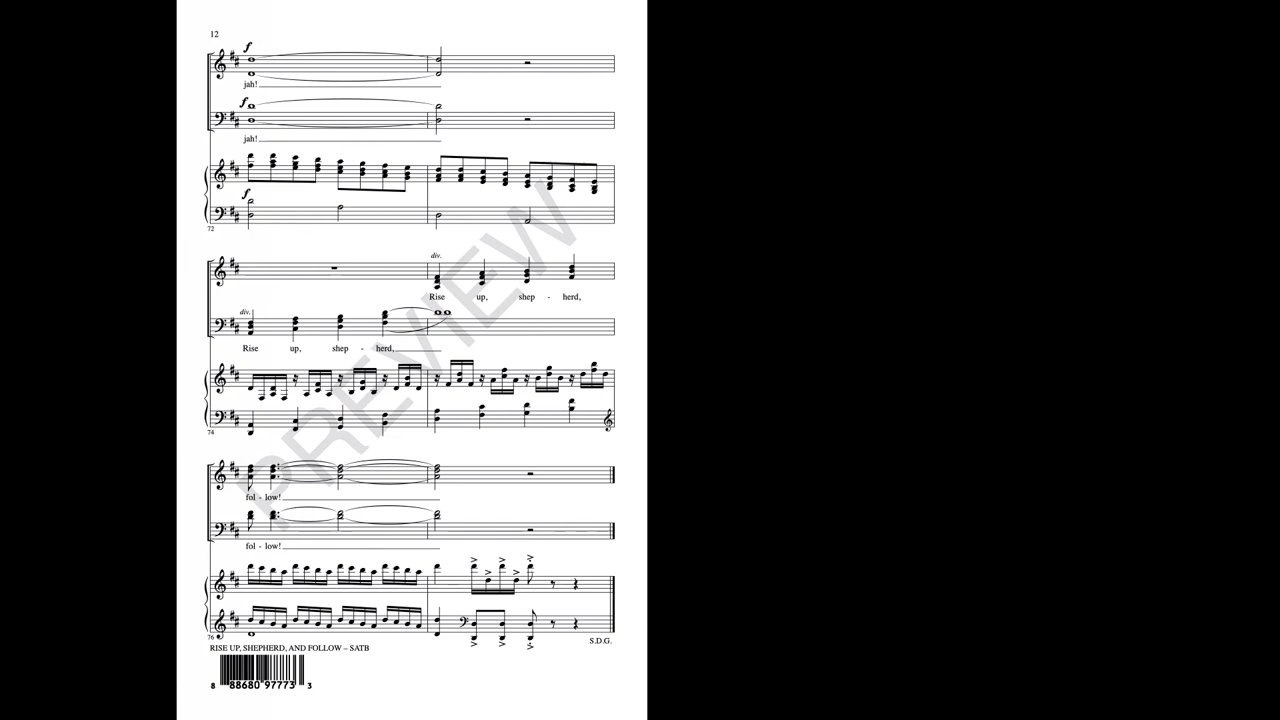 12
f
jah!
f
jah!
f
72
div.
Rise up, shep - herd,
div.
Rise up, shep - herd,
74
fol - low!
fol - low!
76
S.D.G.
RISE UP, SHEPHERD, AND FOLLOW – SATB
8 88680 97773 3
PREVIEW